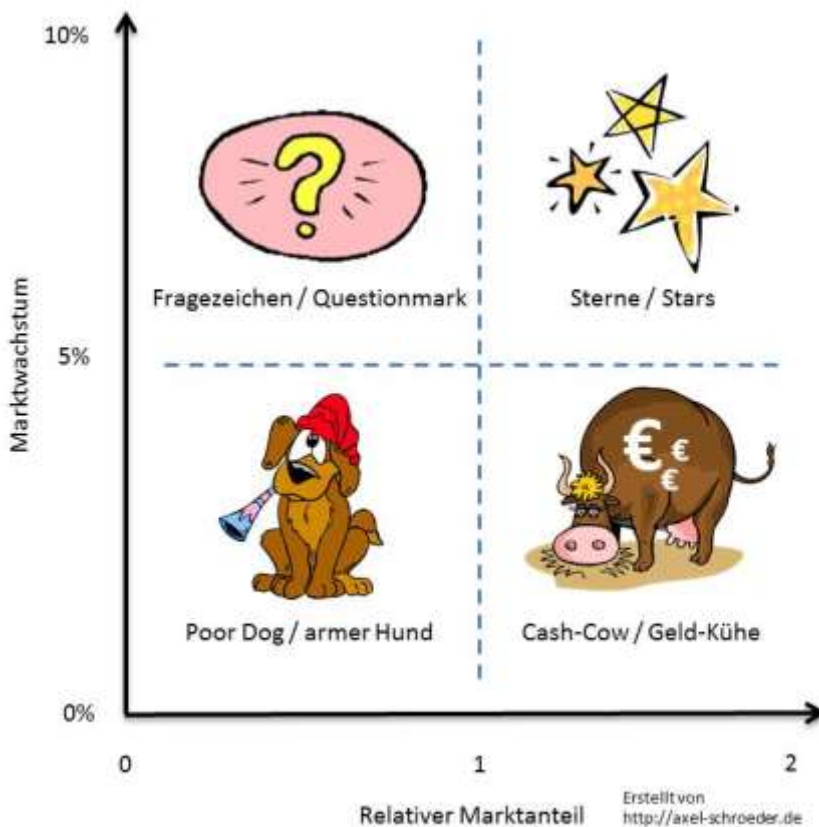 10%
Fragezeichen / Questionmark
Sterne / Stars
5%
Marktwachstum
€ € €
Poor Dog / armer Hund
Cash-Cow / Geld-Kühe
0%
0
1
2
Relativer Marktanteil
Erstellt von
http://axel-schroeder.de